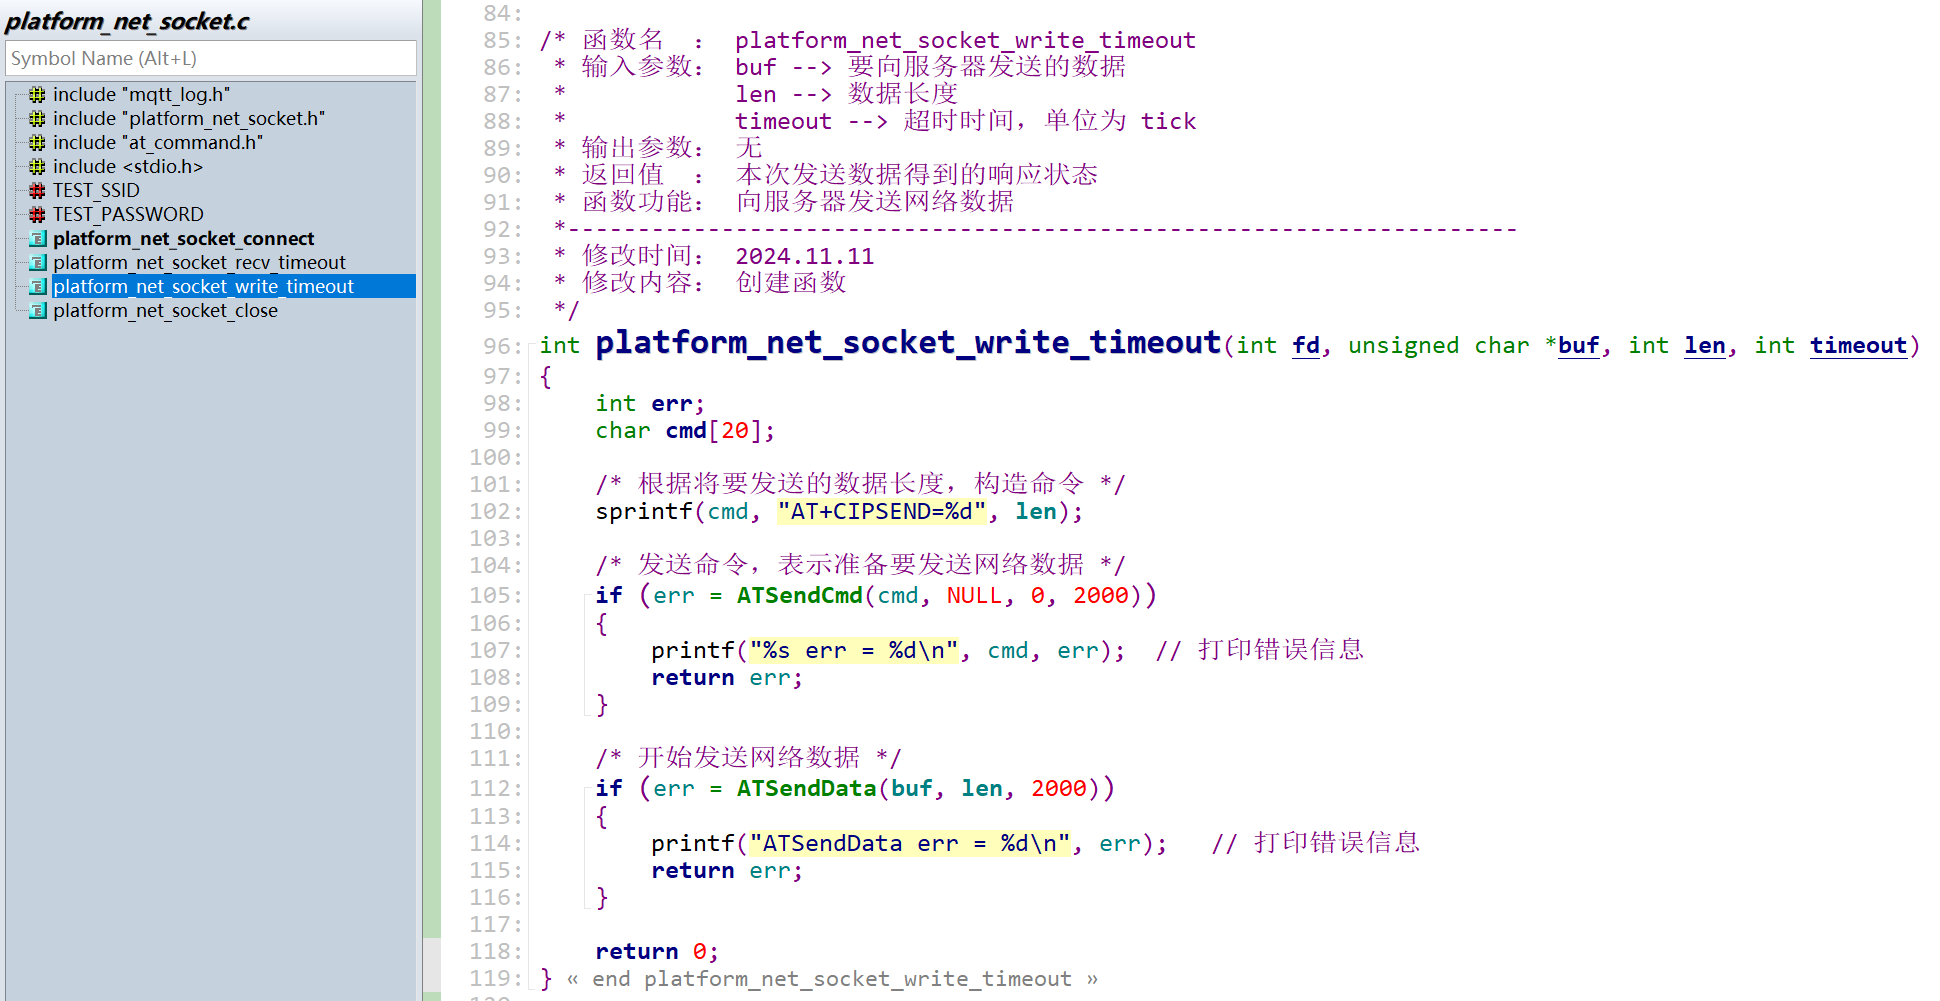 platform_net_socket.c
Symbol Name (Alt+L)
include "mqtt_log.h"
include "platform_net_socket.h"
include "at_command.h"
include <stdio.h>
TEST_SSID
TEST_PASSWORD
platform_net_socket_connect
platform_net_socket_recv_timeout
platform_net_socket_write_timeout
platform_net_socket_close
84:
85: /* 函数名  : platform_net_socket_write_timeout
86:  * 输入参数: buf --> 要向服务器发送的数据
87:  *           len --> 数据长度
88:  *           timeout --> 超时时间，单位为 tick
89:  * 输出参数: 无
90:  * 返回值  : 本次发送数据得到的响应状态
91:  * 函数功能: 向服务器发送网络数据
92:  *--------------------------------------------------------------------
93:  * 修改时间: 2024.11.11
94:  * 修改内容: 创建函数
95:  */
96: int platform_net_socket_write_timeout(int fd, unsigned char *buf, int len, int timeout)
97: {
98:     int err;
99:     char cmd[20];
100:
101:     /* 根据将要发送的数据长度，构造命令 */
102:     sprintf(cmd, "AT+CIPSEND=%d", len);
103:
104:     /* 发送命令，表示准备要发送网络数据 */
105:     if (err = ATSendCmd(cmd, NULL, 0, 2000))
106:     {
107:         printf("%s err = %d\n", cmd, err);  // 打印错误信息
108:         return err;
109:     }
110:
111:     /* 开始发送网络数据 */
112:     if (err = ATSendData(buf, len, 2000))
113:     {
114:         printf("ATSendData err = %d\n", err);   // 打印错误信息
115:         return err;
116:     }
117:
118:     return 0;
119: } « end platform_net_socket_write_timeout »